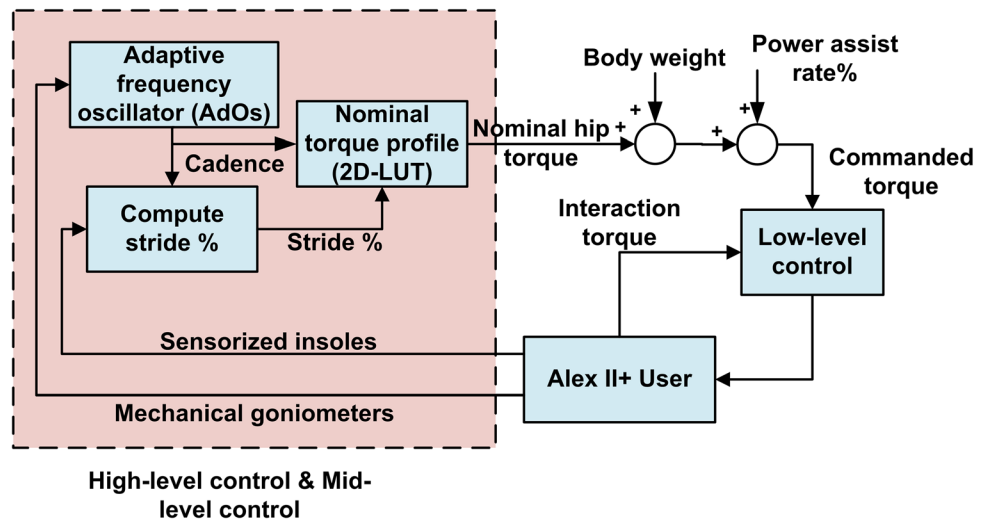 Adaptive
frequency
oscillator (AdOs)
Nominal
torque profile
(2D-LUT)
Cadence
Compute
stride %
Stride %
Sensorized insoles
Mechanical goniometers
High-level control & Mid-
level control
Nominal hip
torque
Body weight
+
+
Power assist
rate%
+
+
Commanded
torque
Interaction
torque
Low-level
control
Alex II+ User